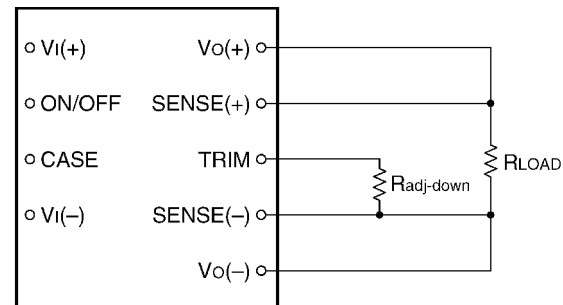 VI(+) VO(+)
ON/OFF SENSE(+)
CASE TRIM
RLOAD
Radj-down
VI(–) SENSE(–)
VO(–)